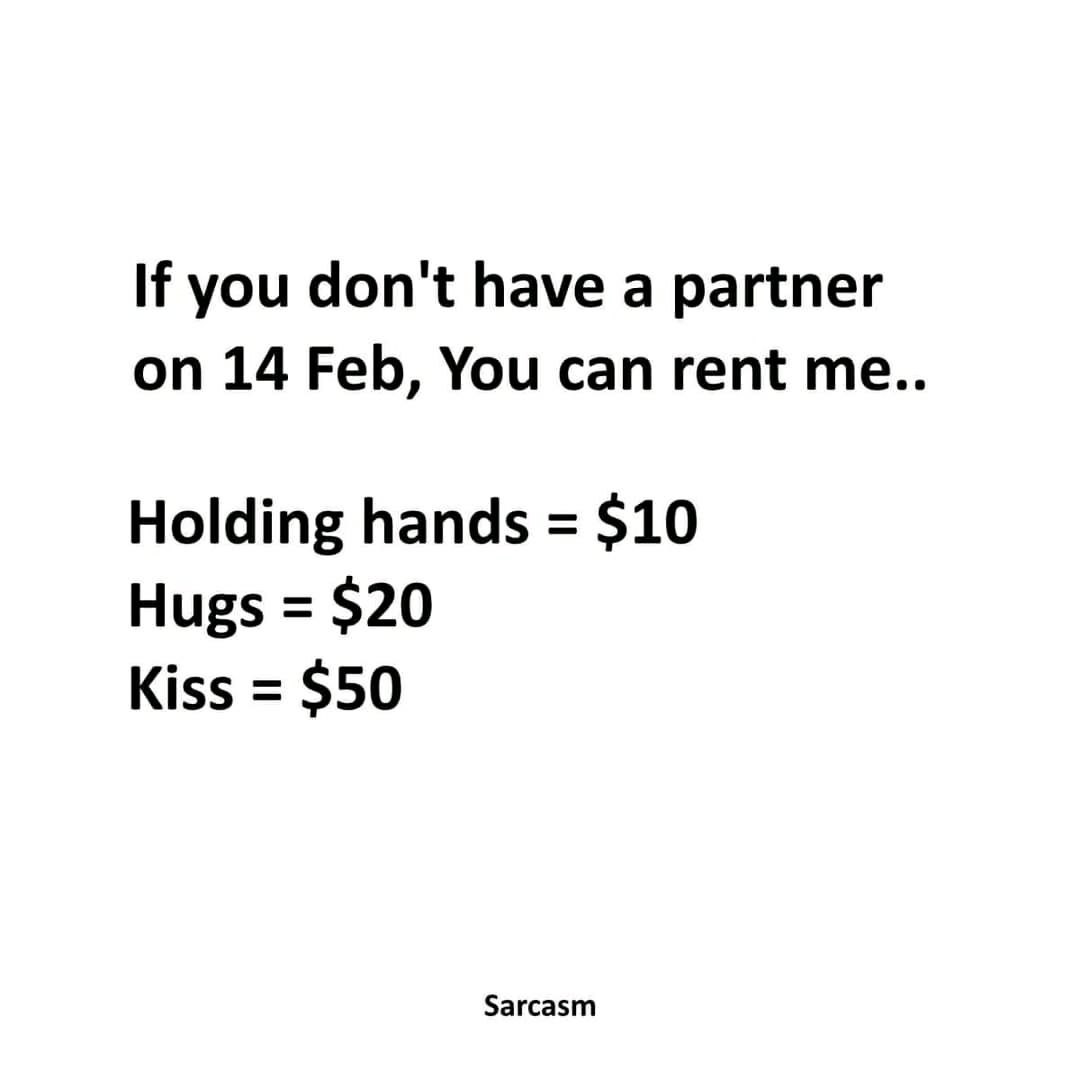 If you don't have a partner
on 14 Feb, You can rent me..
Holding hands = $10
Hugs = $20
Kiss = $50
Sarcasm